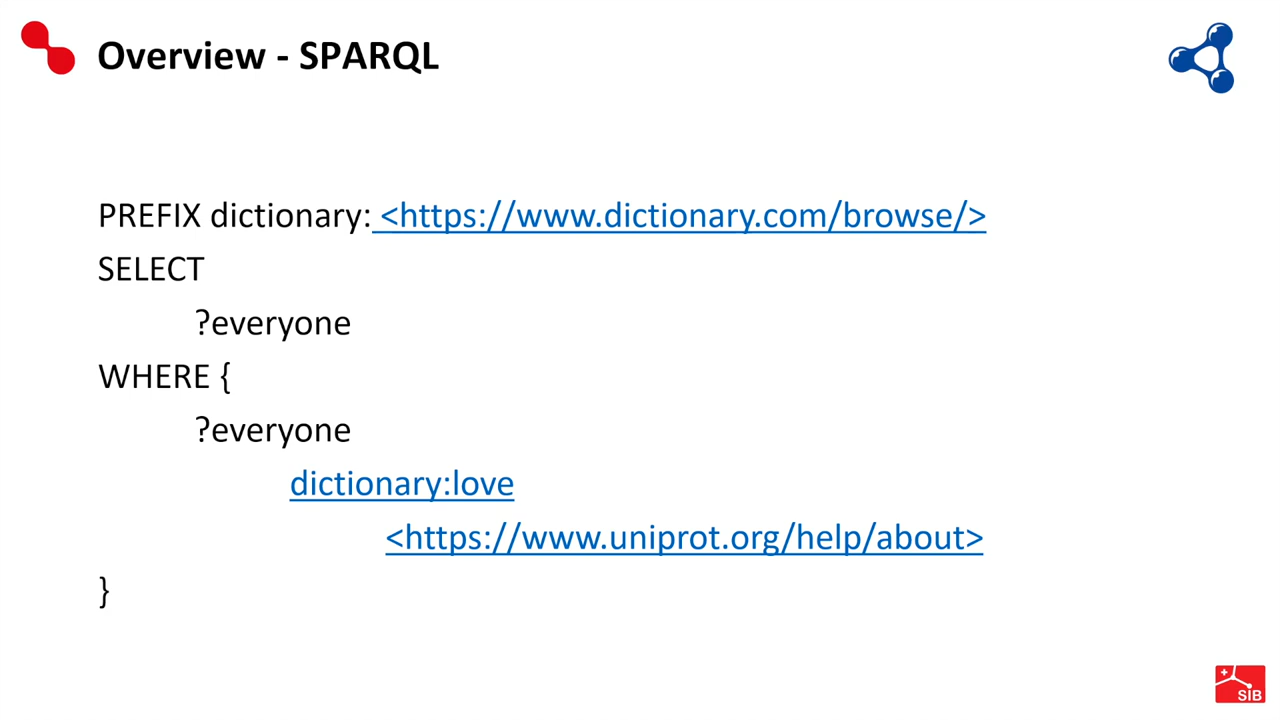 Overview - SPARQL
PREFIX dictionary: <https://www.dictionary.com/browse/>
SELECT
?everyone
WHERE {
?everyone
dictionary:love
<https://www.uniprot.org/help/about>
}
SIB